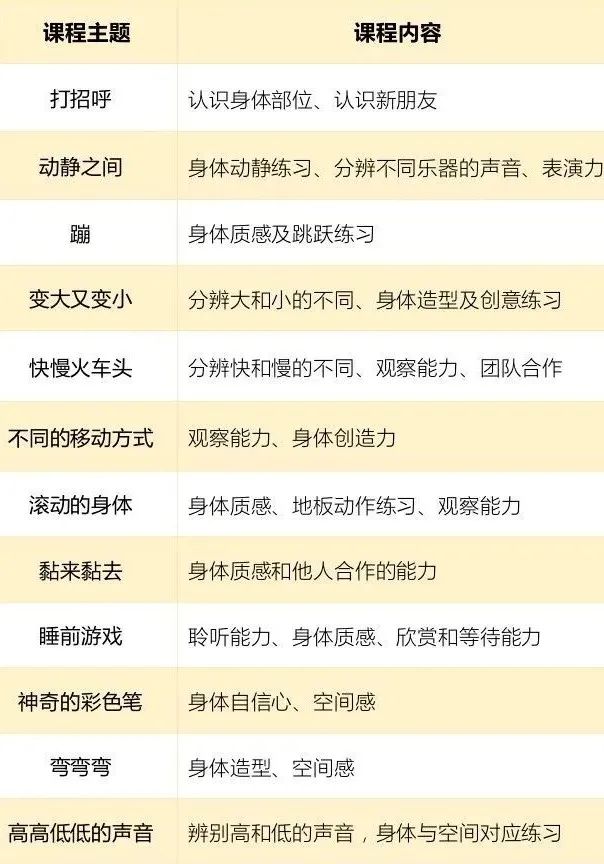 课程主题 课程内容
打招呼 认识身体部位、认识新朋友
动静之间 身体动静练习、分辨不同乐器的声音、表演力
蹦 身体质感及跳跃练习
变大又变小 分辨大和小的不同、身体造型及创意练习
快慢火车头 分辨快和慢的不同、观察能力、团队合作
不同的移动方式 观察能力、身体创造力
滚动的身体 身体质感、地板动作练习、观察能力
黏来黏去 身体质感和他人合作的能力
睡前游戏 聆听能力、身体质感、欣赏和等待能力
神奇的彩色笔 身体自信心、空间感
弯弯弯 身体造型、空间感
高高低低的声音 辨别高和低的声音，身体与空间对应练习